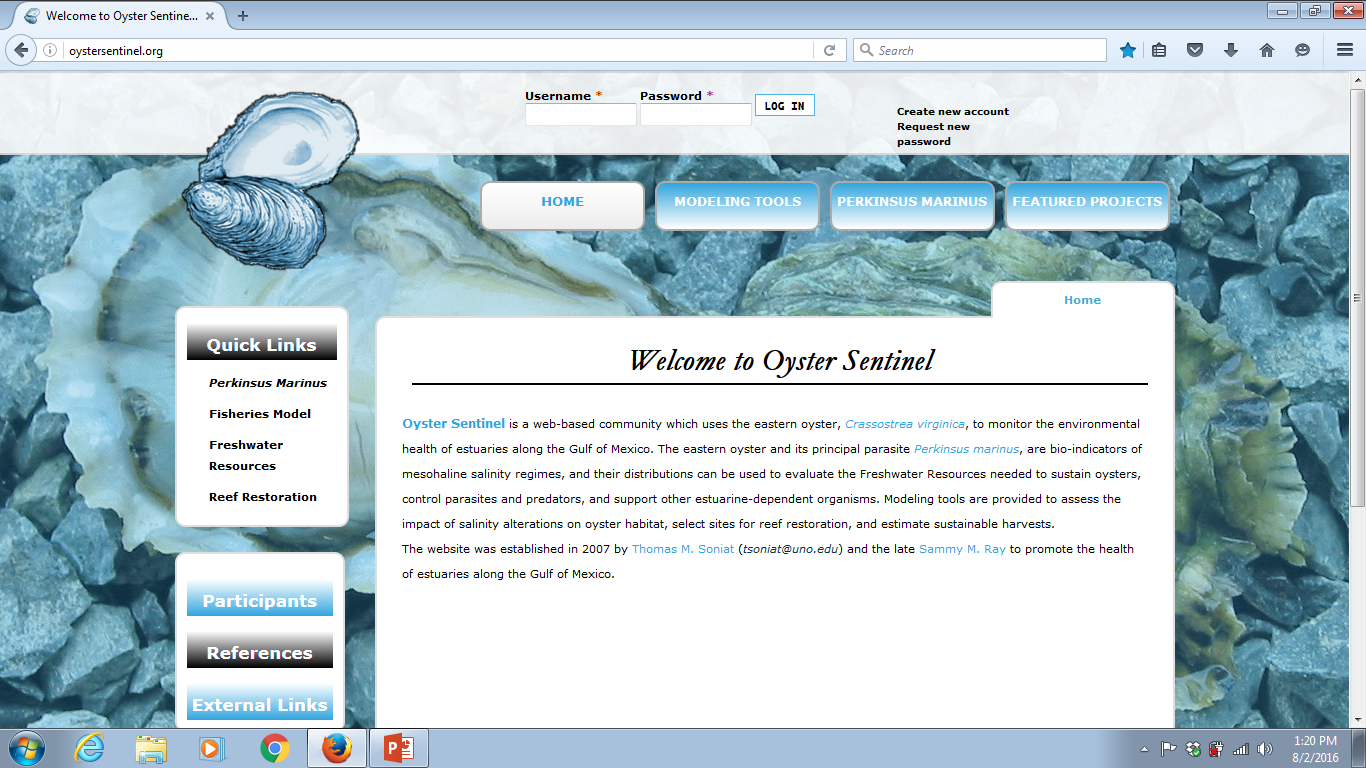 Welcome to Oyster Sentine...
oystersentinel.org
Search
Username *
Password *
LOG IN
Create new account
Request new
password
HOME
MODELING TOOLS
PERKINSUS MARINUS
FEATURED PROJECTS
Home
Quick Links
Perkinsus Marinus
Fisheries Model
Freshwater
Resources
Reef Restoration
Participants
References
External Links
Welcome to Oyster Sentinel
Oyster Sentinel is a web-based community which uses the eastern oyster, Crassostrea virginica, to monitor the environmental
health of estuaries along the Gulf of Mexico. The eastern oyster and its principal parasite Perkinsus marinus, are bio-indicators of
mesohaline salinity regimes, and their distributions can be used to evaluate the Freshwater Resources needed to sustain oysters,
control parasites and predators, and support other estuarine-dependent organisms. Modeling tools are provided to assess the
impact of salinity alterations on oyster habitat, select sites for reef restoration, and estimate sustainable harvests.
The website was established in 2007 by Thomas M. Soniat (tsoniat@uno.edu) and the late Sammy M. Ray to promote the health
of estuaries along the Gulf of Mexico.
1:20 PM
8/2/2016